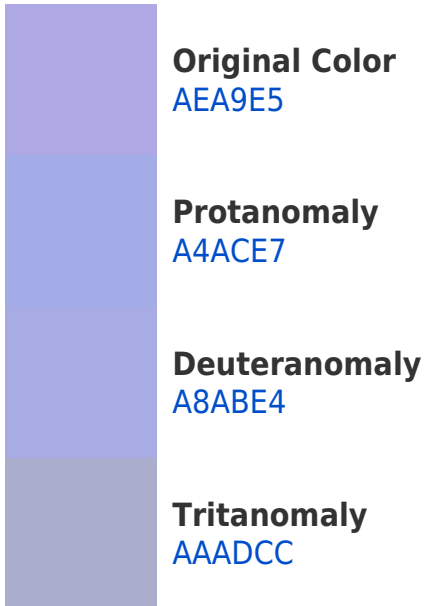 Original Color
AEA9E5
Protanomaly
A4ACE7
Deuteranomaly
A8ABE4
Tritanomaly
AAADCC